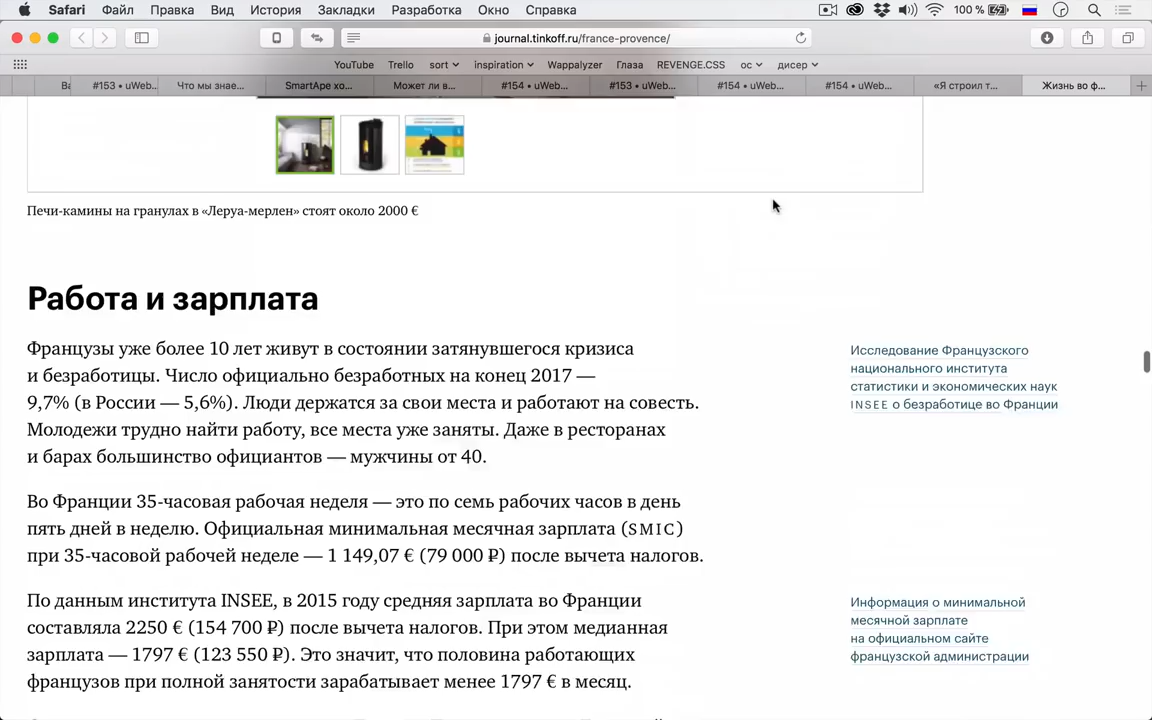 Safari Файл Правка Вид История Закладки Разработка Окно Справка 100 %
journal.tinkoff.ru/france-provence/
YouTube Trello sort inspiration Wappalyzer Глаза REVENGE.CSS ос дисер
Ва #153 • uWeb... Что мы знае... SmartApe хо... Может ли в... #154 • uWeb... #153 • uWeb... #154 • uWeb... #154 • uWeb... «Я строил т... Жизнь во ф...
Печи-камины на гранулах в «Леруа-мерлен» стоят около 2000 €
Работа и зарплата
Французы уже более 10 лет живут в состоянии затянувшегося кризиса
и безработицы. Число официально безработных на конец 2017 —
9,7% (в России — 5,6%). Люди держатся за свои места и работают на совесть.
Молодежи трудно найти работу, все места уже заняты. Даже в ресторанах
и барах большинство официантов — мужчины от 40.
Исследование Французского
национального института
статистики и экономических наук
INSEE о безработице во Франции
Во Франции 35-часовая рабочая неделя — это по семь рабочих часов в день
пять дней в неделю. Официальная минимальная месячная зарплата (SMIC)
при 35-часовой рабочей неделе — 1 149,07 € (79 000 ₽) после вычета налогов.
По данным института INSEE, в 2015 году средняя зарплата во Франции
составляла 2250 € (154 700 ₽) после вычета налогов. При этом медианная
зарплата — 1797 € (123 550 ₽). Это значит, что половина работающих
французов при полной занятости зарабатывает менее 1797 € в месяц.
Информация о минимальной
месячной зарплате
на официальном сайте
французской администрации